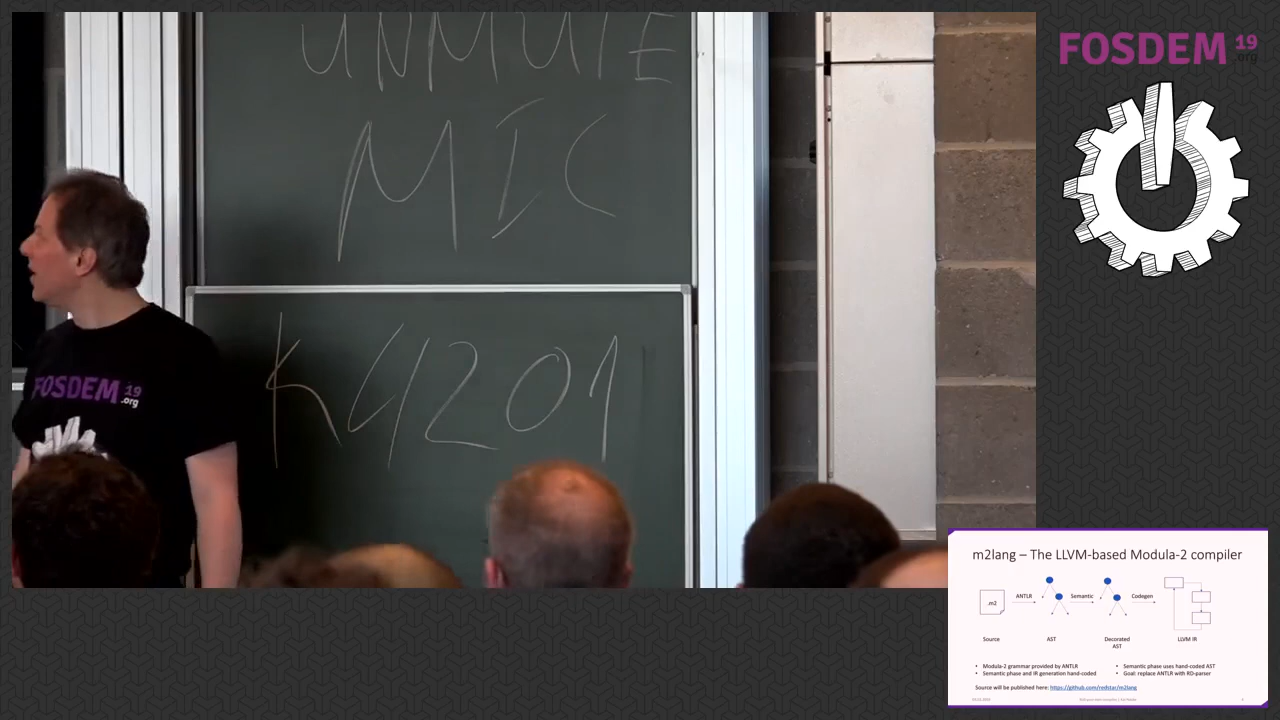 UNMUTE
MIC
K4201
FOSDEM 19
.org
FOSDEM 19
.org
m2lang – The LLVM-based Modula-2 compiler
.m2
ANTLR
Semantic
Codegen
Source
AST
Decorated
AST
LLVM IR
• Modula-2 grammar provided by ANTLR
• Semantic phase and IR generation hand-coded
• Semantic phase uses hand-coded AST
• Goal: replace ANTLR with RD-parser
Source will be published here: https://github.com/redstar/m2lang